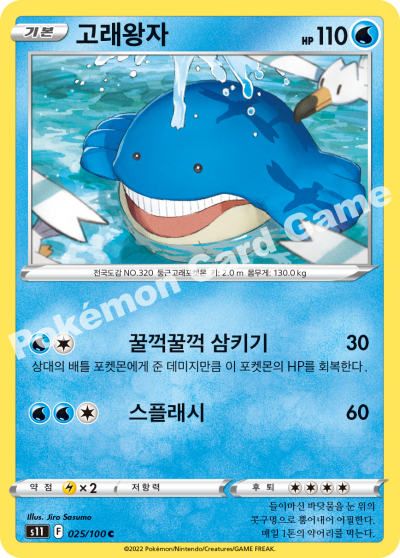 기본 고래왕자 HP 110
전국도감 NO.320 둥근고래포켓몬 키: 2.0 m 몸무게: 130.0 kg
Pokémon Card Game
꿀꺽꿀꺽 삼키기 30
상대의 배틀 포켓몬에게 준 데미지만큼 이 포켓몬의 HP를 회복한다.
스플래시 60
약점 ×2 저항력 후퇴
Illus. Jiro Sasumo
s11 F 025/100 C
들이마신 바닷물을 눈 위의
콧구멍으로 뿜어내어 어필한다.
매일 1톤의 먹이를 먹는다.
©2022 Pokémon/Nintendo/Creatures/GAME FREAK.